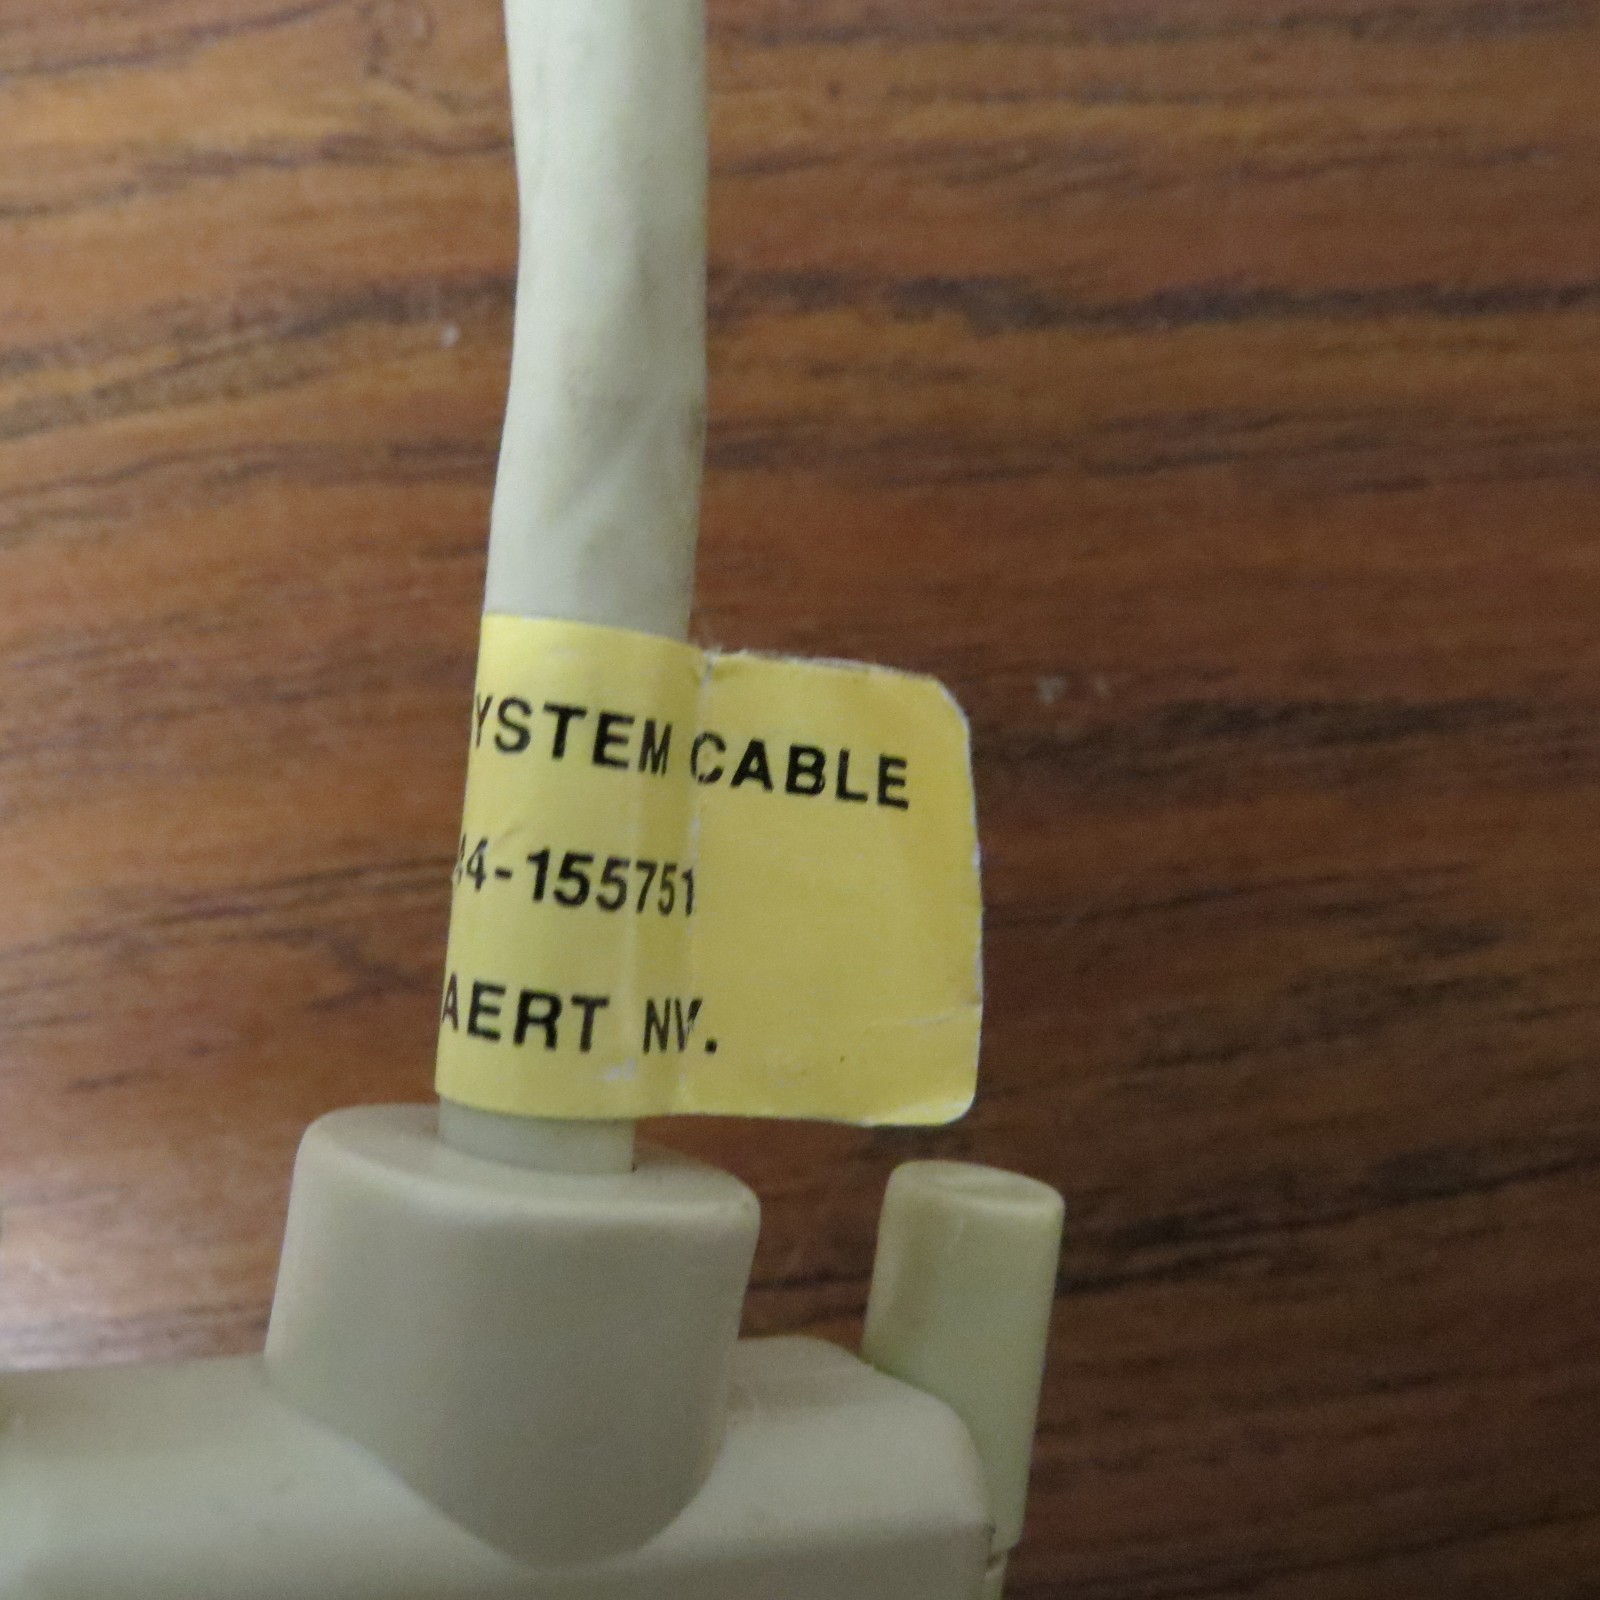 YSTEM CABLE
4-155751
AERT NV.